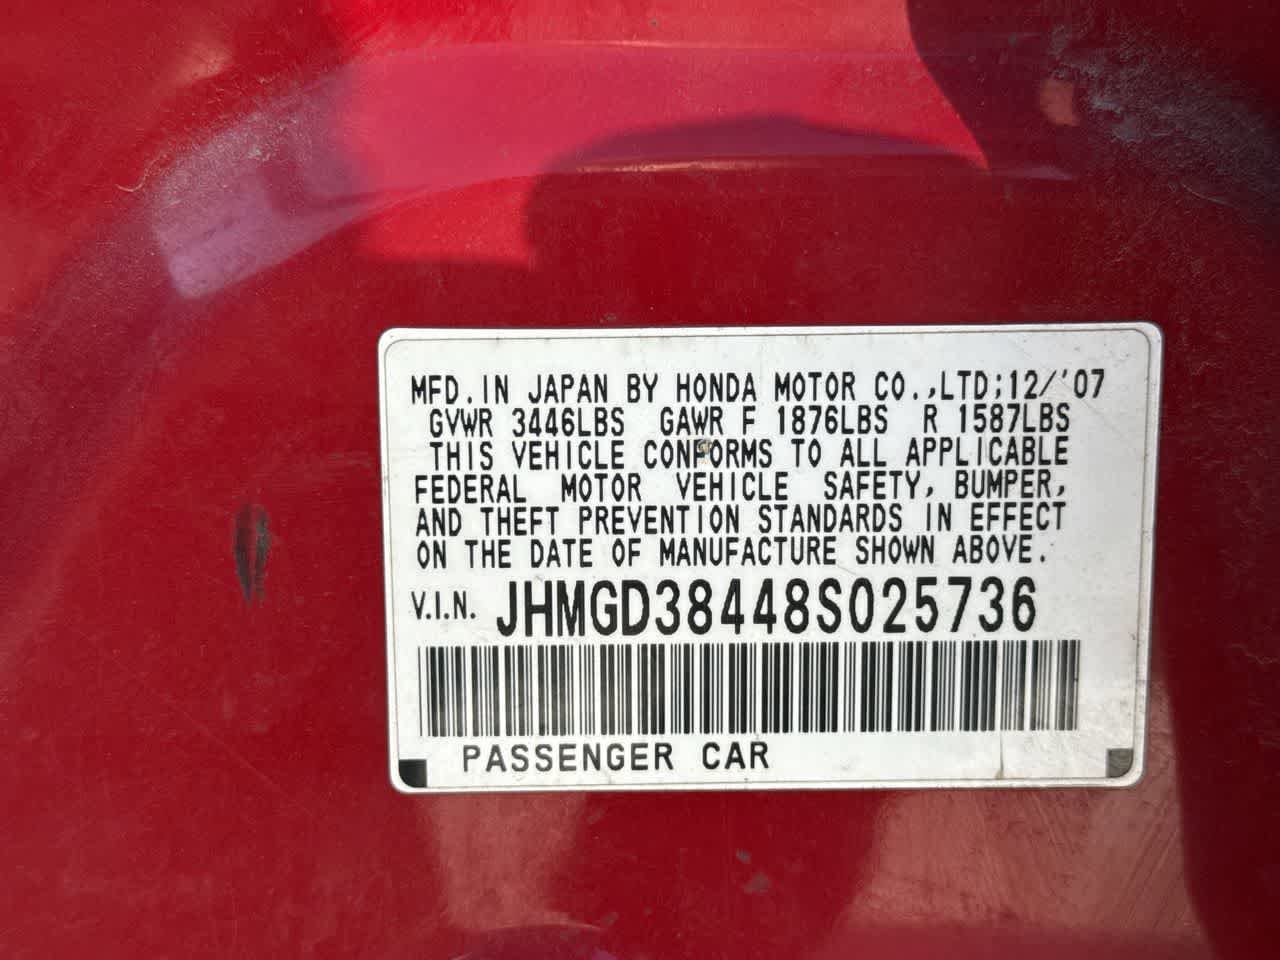 MFD.IN JAPAN BY HONDA MOTOR CO.,LTD;12/'07
GVWR 3446LBS GAWR F 1876LBS R 1587LBS
THIS VEHICLE CONFORMS TO ALL APPLICABLE
FEDERAL MOTOR VEHICLE SAFETY, BUMPER,
AND THEFT PREVENTION STANDARDS IN EFFECT
ON THE DATE OF MANUFACTURE SHOWN ABOVE.
V.I.N. JHMGD38448S025736
PASSENGER CAR